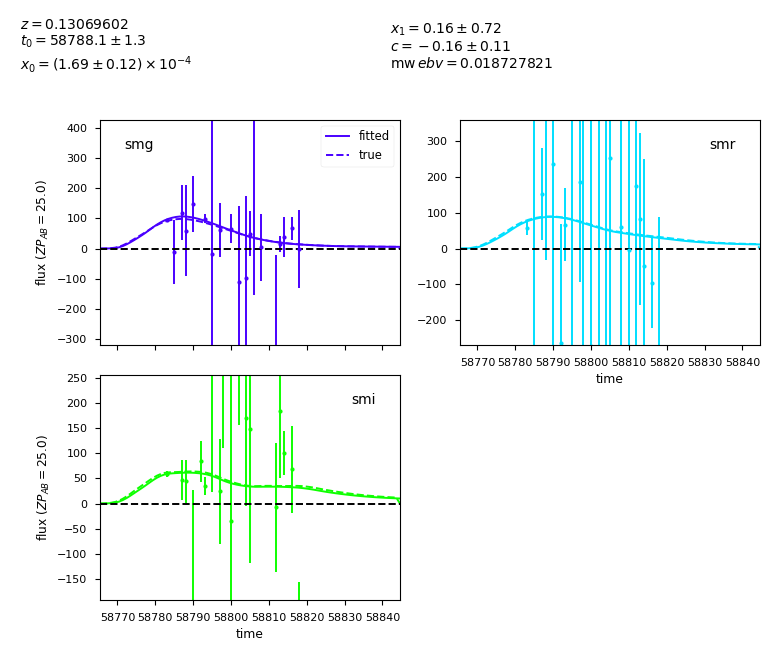 z = 0.13069602
t₀ = 58788.1 ± 1.3
x₀ = (1.69 ± 0.12) × 10⁻⁴
x₁ = 0.16 ± 0.72
c = −0.16 ± 0.11
mw ebv = 0.018727821
smg
fitted
true
400
300
200
100
0
−100
−200
−300
flux (ZP_AB = 25.0)
smr
300
200
100
0
−100
−200
58770 58780 58790 58800 58810 58820 58830 58840
time
smi
250
200
150
100
50
0
−50
−100
−150
flux (ZP_AB = 25.0)
58770 58780 58790 58800 58810 58820 58830 58840
time